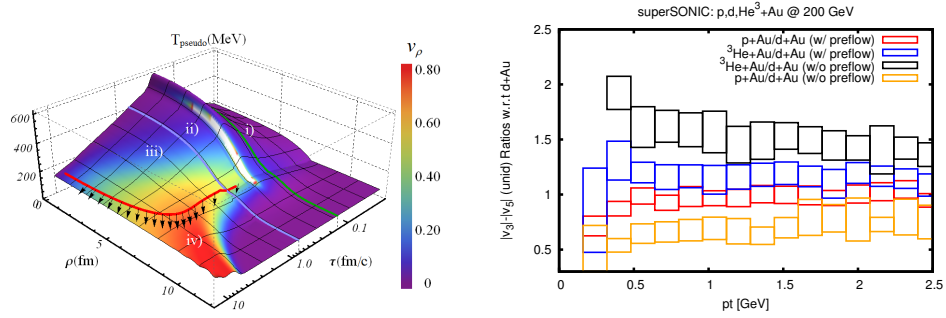 T_pseudo(MeV)
v_ρ
0.80
0.60
0.40
0.20
0
600
400
200
0
i)
ii)
iii)
iv)
5
10
ρ(fm)
0.1
1.0
10
τ(fm/c)
superSONIC: p,d,He³+Au @ 200 GeV
p+Au/d+Au (w/ preflow)
³He+Au/d+Au (w/ preflow)
³He+Au/d+Au (w/o preflow)
p+Au/d+Au (w/o preflow)
|v₃|-|v₅| (umid) Ratios w.r.t d+Au
2.5
2
1.5
1
0.5
0
0.5
1
1.5
2
2.5
pt [GeV]